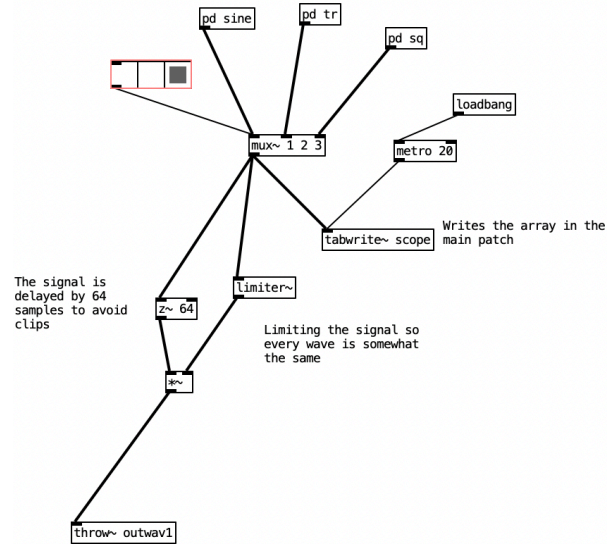 pd sine
pd tr
pd sq
loadbang
mux~ 1 2 3
metro 20
tabwrite~ scope
Writes the array in the
main patch
The signal is
delayed by 64
samples to avoid
clips
z~ 64
limiter~
Limiting the signal so
every wave is somewhat
the same
*~
throw~ outwav1